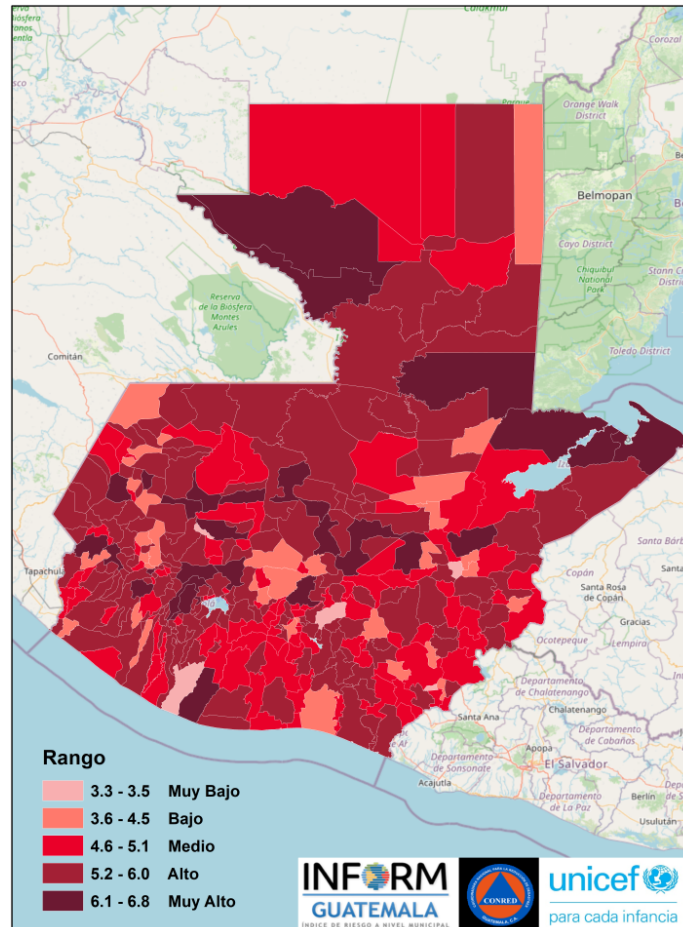 Calakmul
Corozal
Orange Walk
District
Belmopan
Cayo District
Chiquibul
National
Park
Stann C
District
Toledo District
Reserva
de la Biósfera
Montes
Azules
Comitán
Tapachula
Copán
Santa Rosa
de Copán
Gracias
Ocotepeque
Lempira
Departamento
de Chalatenango
Santa Ana
Chalatenango
Departamento
de Cabañas
Departamento
de Sonsonate
Apopa
El Salvador
Acajutla
Departamento
de La Paz
Berlín
Usulután
Rango
3.3 - 3.5 Muy Bajo
3.6 - 4.5 Bajo
4.6 - 5.1 Medio
5.2 - 6.0 Alto
6.1 - 6.8 Muy Alto
INFORM
GUATEMALA
ÍNDICE DE RIESGO A NIVEL MUNICIPAL
CONRED
unicef
para cada infancia